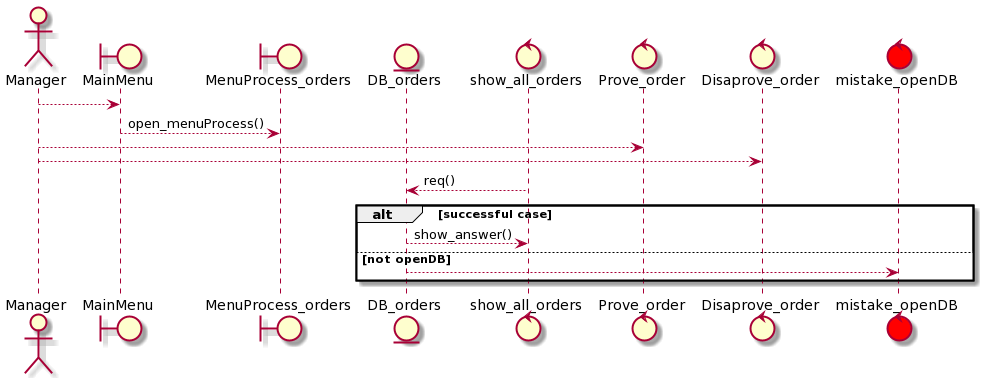 Manager MainMenu MenuProcess_orders DB_orders show_all_orders Prove_order Disaprove_order mistake_openDB
open_menuProcess()
req()
alt [successful case]
show_answer()
[not openDB]
Manager MainMenu MenuProcess_orders DB_orders show_all_orders Prove_order Disaprove_order mistake_openDB